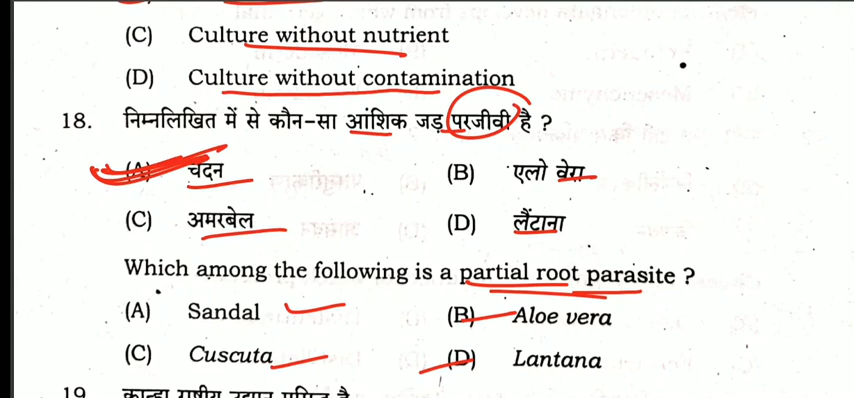 (C) Culture without nutrient
(D) Culture without contamination
18. निम्नलिखित में से कौन-सा आंशिक जड़ परजीवी है ?
(A) चंदन (B) एलो वेरा
(C) अमरबेल (D) लैंटाना
Which among the following is a partial root parasite ?
(A) Sandal (B) Aloe vera
(C) Cuscuta (D) Lantana
19